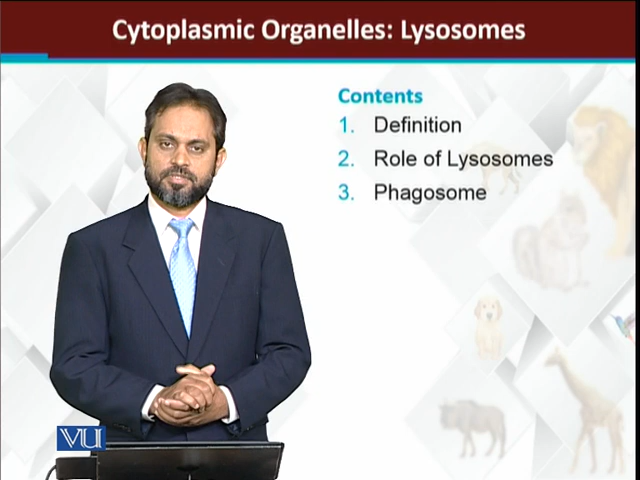 Cytoplasmic Organelles: Lysosomes
Contents
1. Definition
2. Role of Lysosomes
3. Phagosome
VU